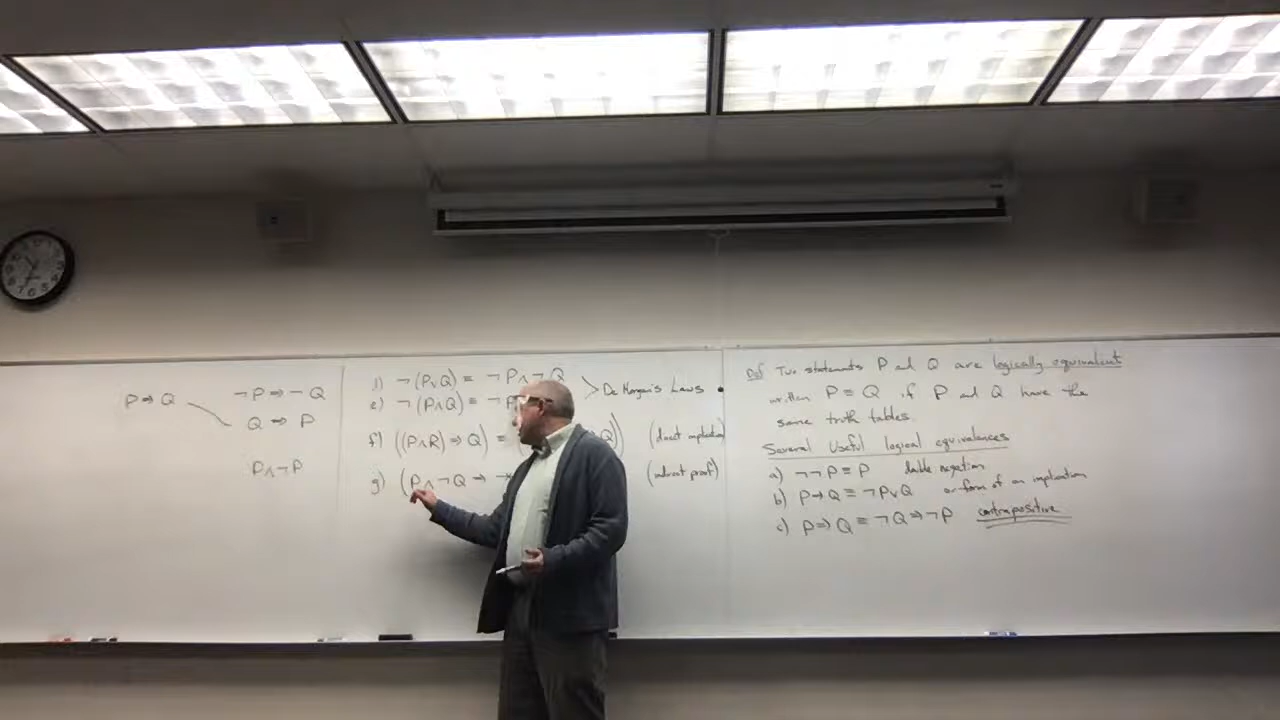 P ⇒ Q
¬P ⇒ ¬Q
Q ⇒ P
P ∧ ¬P
¬(P∨Q) ≡ ¬P ∧ ¬Q
e) ¬(P∧Q) ≡ ¬P
De Morgan's Laws
f) ((P∧R) ⇒ Q) ≡ Q)
(direct implication
g) (P ∧ ¬Q ⇒
(indirect proof)
Def Two statements P and Q are logically equivalent
written P ≡ Q if P and Q have the
same truth tables.
Several Useful logical equivalences
a) ¬¬P ≡ P double negation
b) P ⇒ Q ≡ ¬P∨Q or-form of an implication
c) P ⇒ Q ≡ ¬Q ⇒ ¬P contrapositive